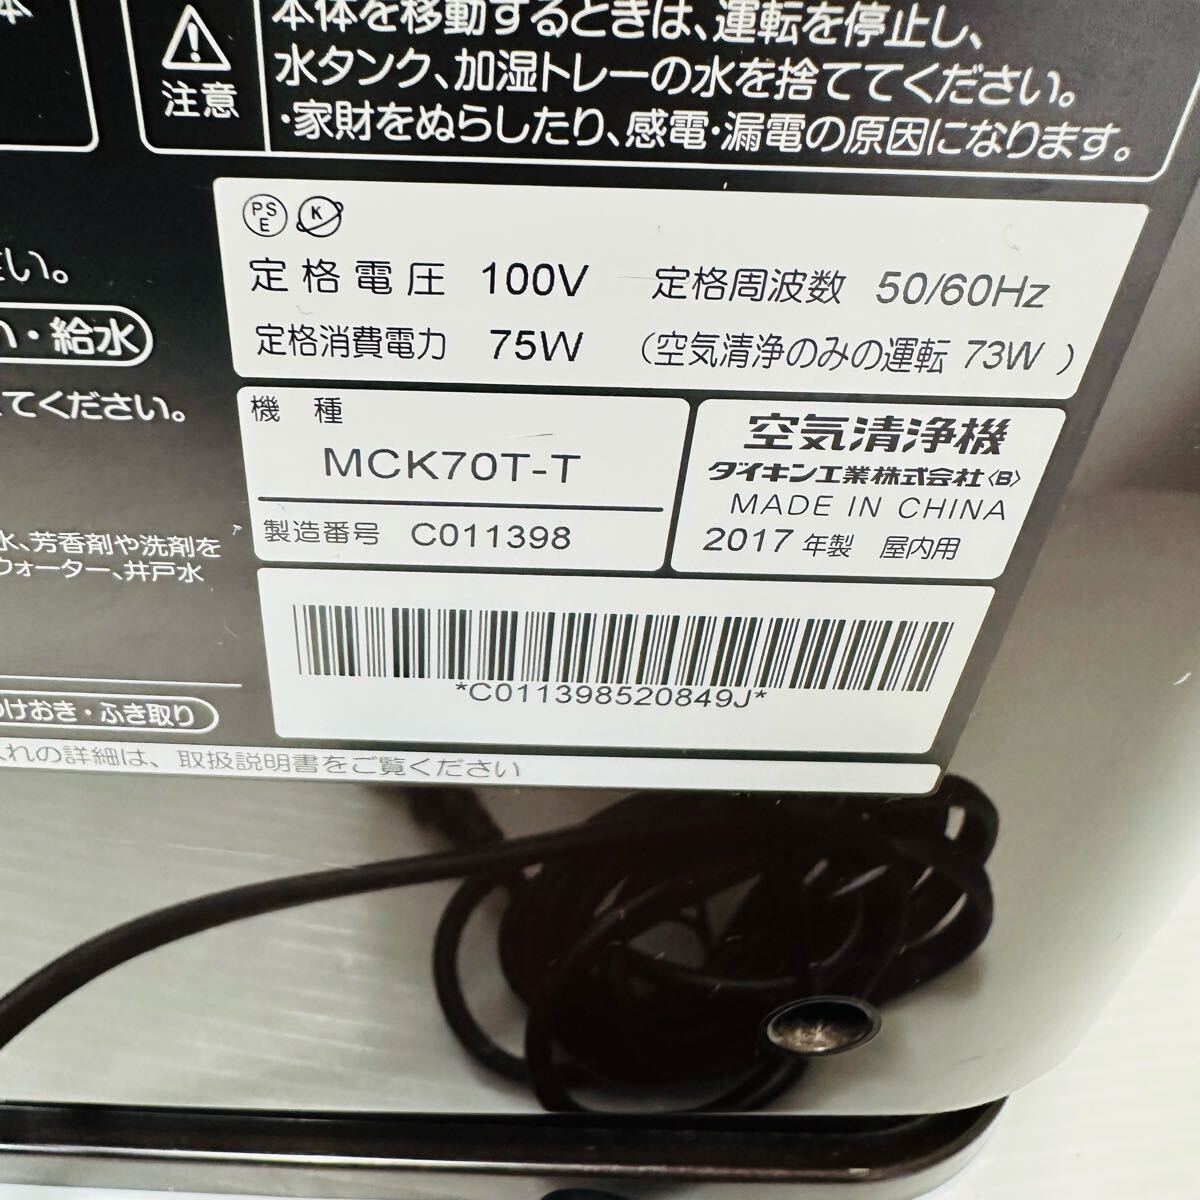 本
注意
本体を移動するときは、運転を停止し、
水タンク、加湿トレーの水を捨ててください。
・家財をぬらしたり、感電・漏電の原因になります。
さい。
い・給水
てください。
水、芳香剤や洗剤を
ウォーター、井戸水
つけおき・ふき取り
入れの詳細は、取扱説明書をご覧ください
PS
E
K
定格電圧 100V 定格周波数 50/60Hz
定格消費電力 75W (空気清浄のみの運転 73W )
機種
MCK70T-T
製造番号 C011398
空気清浄機
ダイキン工業株式会社〈B〉
MADE IN CHINA
2017 年製 屋内用
*C011398520849J*